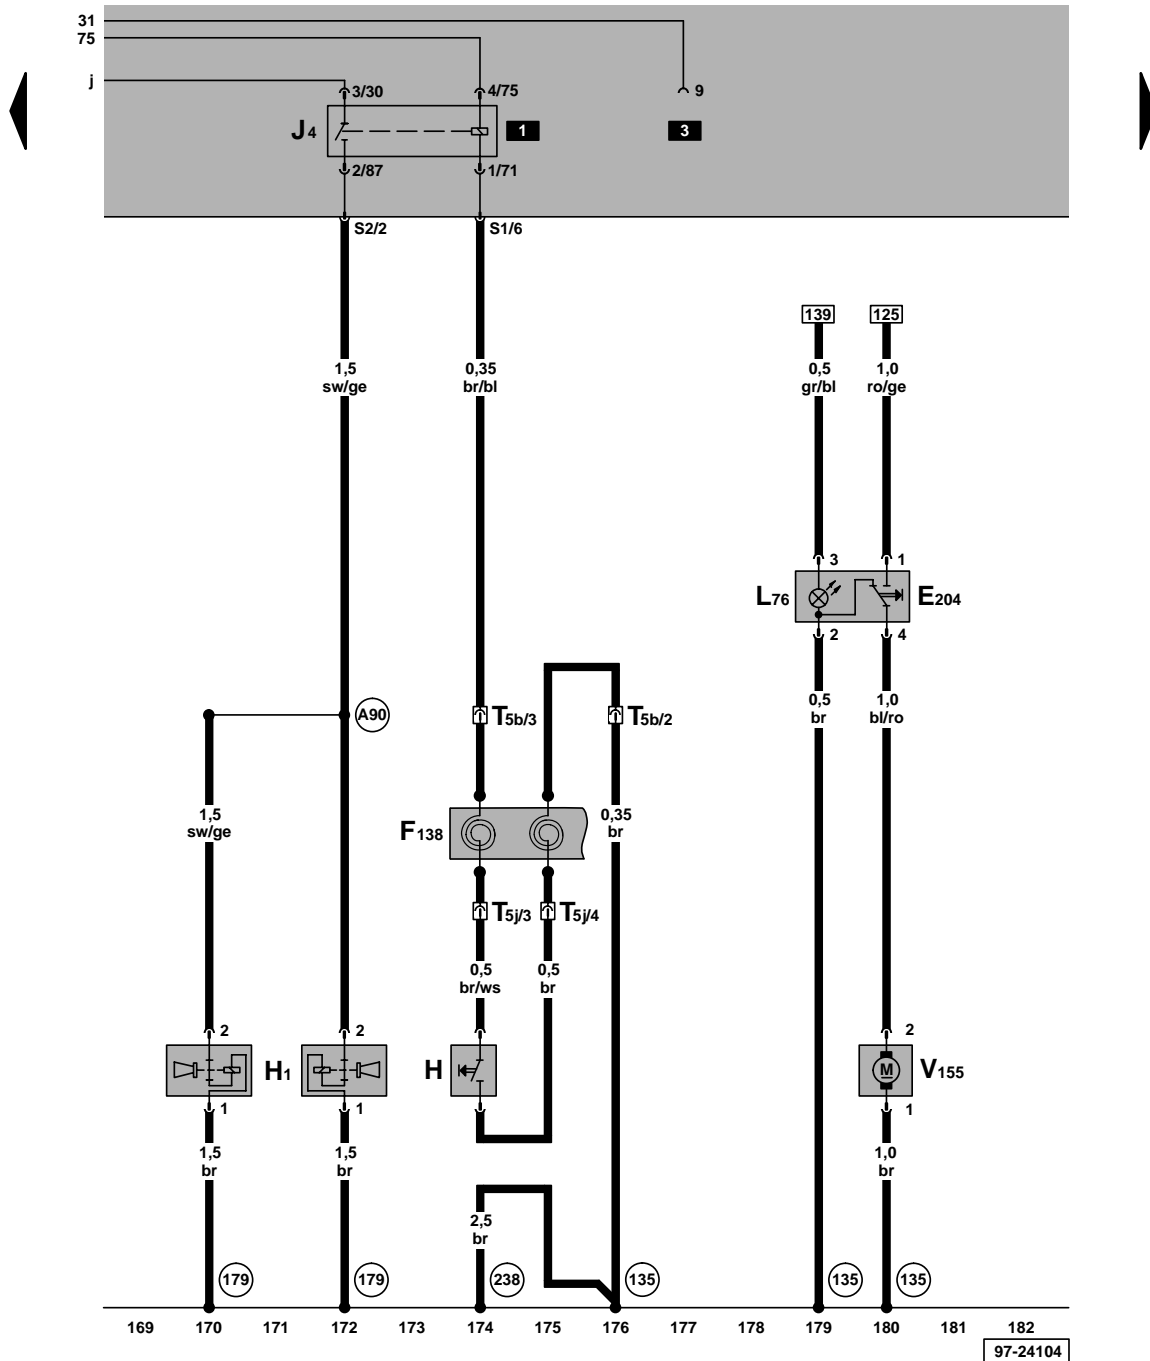 31
75
j
3/30
4/75
9
J4
1
3
2/87
1/71
S2/2
S1/6
139
125
1,5
sw/ge
0,35
br/bl
0,5
gr/bl
1,0
ro/ge
3
1
L76
E204
2
4
0,5
br
1,0
bl/ro
A90
T5b/3
T5b/2
1,5
sw/ge
F138
0,35
br
T5j/3
T5j/4
0,5
br/ws
0,5
br
2
2
2
H1
H
M
V155
1
1
1
1,5
br
1,5
br
1,0
br
2,5
br
179
179
238
135
135
135
169 170 171 172 173 174 175 176 177 178 179 180 181 182
97-24104